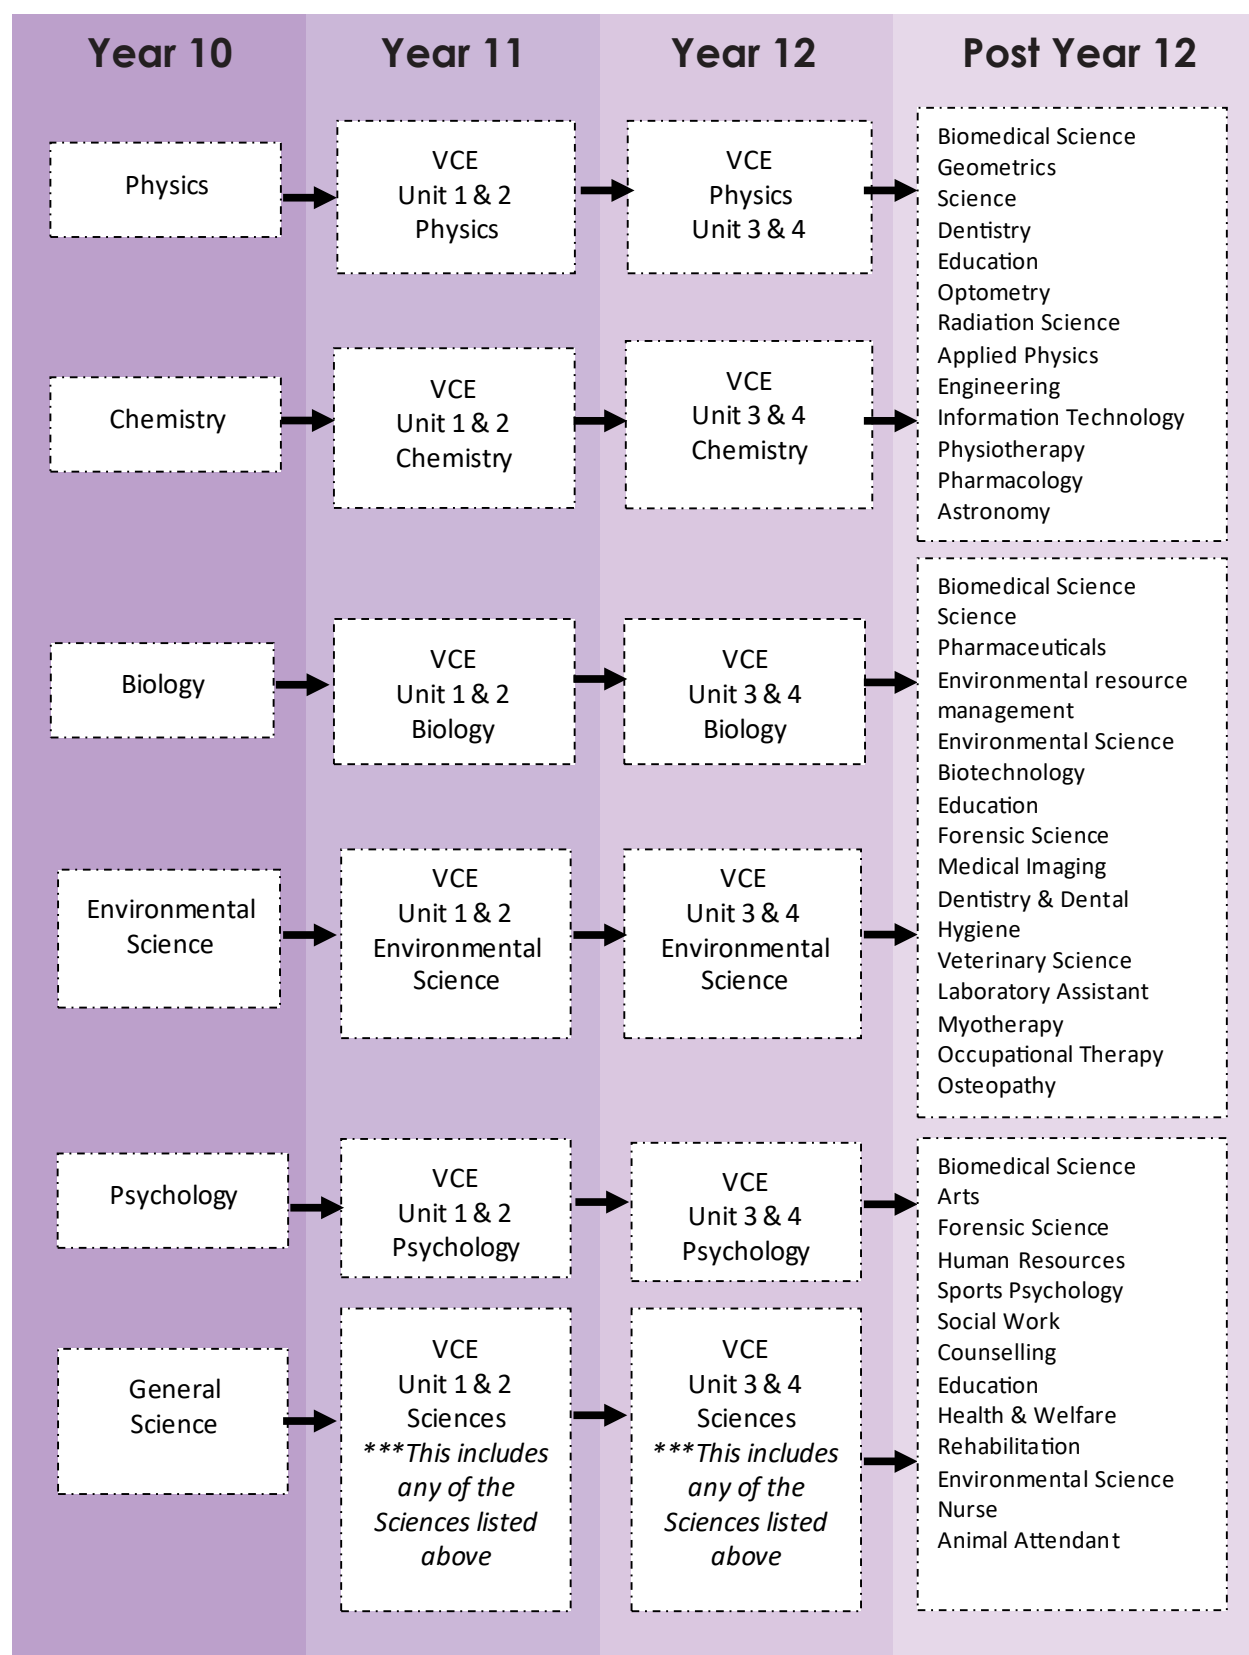 Year 10
Year 11
Year 12
Post Year 12
Physics
VCE
Unit 1 & 2
Physics
VCE
Physics
Unit 3 & 4
Biomedical Science
Geometrics
Science
Dentistry
Education
Optometry
Radiation Science
Applied Physics
Engineering
Information Technology
Physiotherapy
Pharmacology
Astronomy
Chemistry
VCE
Unit 1 & 2
Chemistry
VCE
Unit 3 & 4
Chemistry
Biology
VCE
Unit 1 & 2
Biology
VCE
Unit 3 & 4
Biology
Biomedical Science
Science
Pharmaceuticals
Environmental resource
management
Environmental Science
Biotechnology
Education
Forensic Science
Medical Imaging
Dentistry & Dental
Hygiene
Veterinary Science
Laboratory Assistant
Myotherapy
Occupational Therapy
Osteopathy
Environmental
Science
VCE
Unit 1 & 2
Environmental
Science
VCE
Unit 3 & 4
Environmental
Science
Psychology
VCE
Unit 1 & 2
Psychology
VCE
Unit 3 & 4
Psychology
Biomedical Science
Arts
Forensic Science
Human Resources
Sports Psychology
Social Work
Counselling
Education
Health & Welfare
Rehabilitation
Environmental Science
Nurse
Animal Attendant
General
Science
VCE
Unit 1 & 2
Sciences
***This includes
any of the
Sciences listed
above
VCE
Unit 3 & 4
Sciences
***This includes
any of the
Sciences listed
above